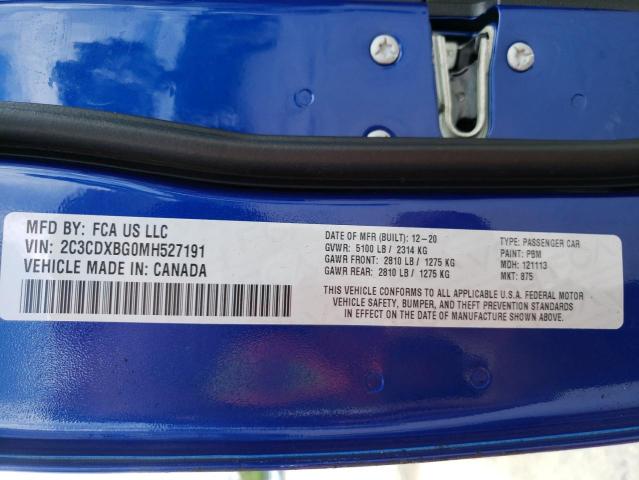 MFD BY: FCA US LLC
VIN: 2C3CDXBG0MH527191
VEHICLE MADE IN: CANADA
DATE OF MFR (BUILT): 12-20
GVWR: 5100 LB / 2314 KG
GAWR FRONT: 2810 LB / 1275 KG
GAWR REAR: 2810 LB / 1275 KG
TYPE: PASSENGER CAR
PAINT: PBM
MDH: 121113
MKT: 875
THIS VEHICLE CONFORMS TO ALL APPLICABLE U.S.A. FEDERAL MOTOR
VEHICLE SAFETY, BUMPER, AND THEFT PREVENTION STANDARDS
IN EFFECT ON THE DATE OF MANUFACTURE SHOWN ABOVE.